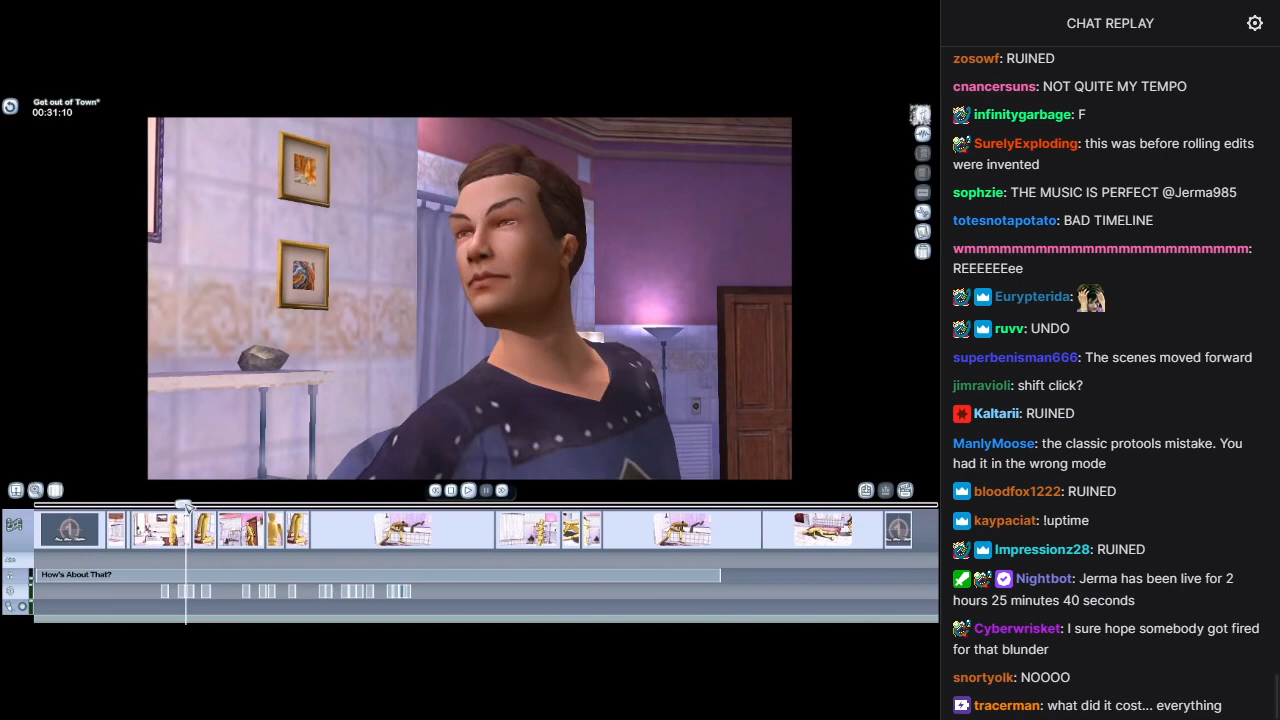 Get out of Town*
00:31:10
How's About That?
CHAT REPLAY
zosowf: RUINED
cnancersuns: NOT QUITE MY TEMPO
infinitygarbage: F
SurelyExploding: this was before rolling edits
were invented
sophzie: THE MUSIC IS PERFECT @Jerma985
totesnotapotato: BAD TIMELINE
wmmmmmmmmmmmmmmmmmmmmmmmm:
REEEEEEee
Eurypterida:
ruvv: UNDO
superbenisman666: The scenes moved forward
jimravioli: shift click?
Kaltarii: RUINED
ManlyMoose: the classic protools mistake. You
had it in the wrong mode
bloodfox1222: RUINED
kaypaciat: !uptime
Impressionz28: RUINED
Nightbot: Jerma has been live for 2
hours 25 minutes 40 seconds
Cyberwrisket: I sure hope somebody got fired
for that blunder
snortyolk: NOOOO
tracerman: what did it cost... everything